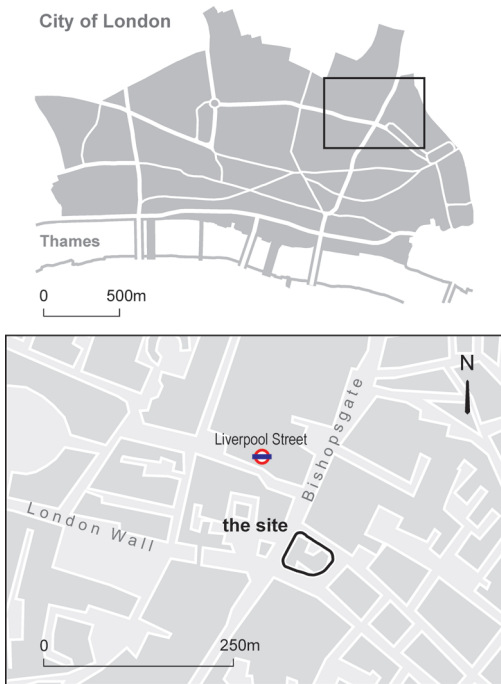 City of London
Thames
0 500m
N
Bishopsgate
Liverpool Street
the site
London Wall
0 250m